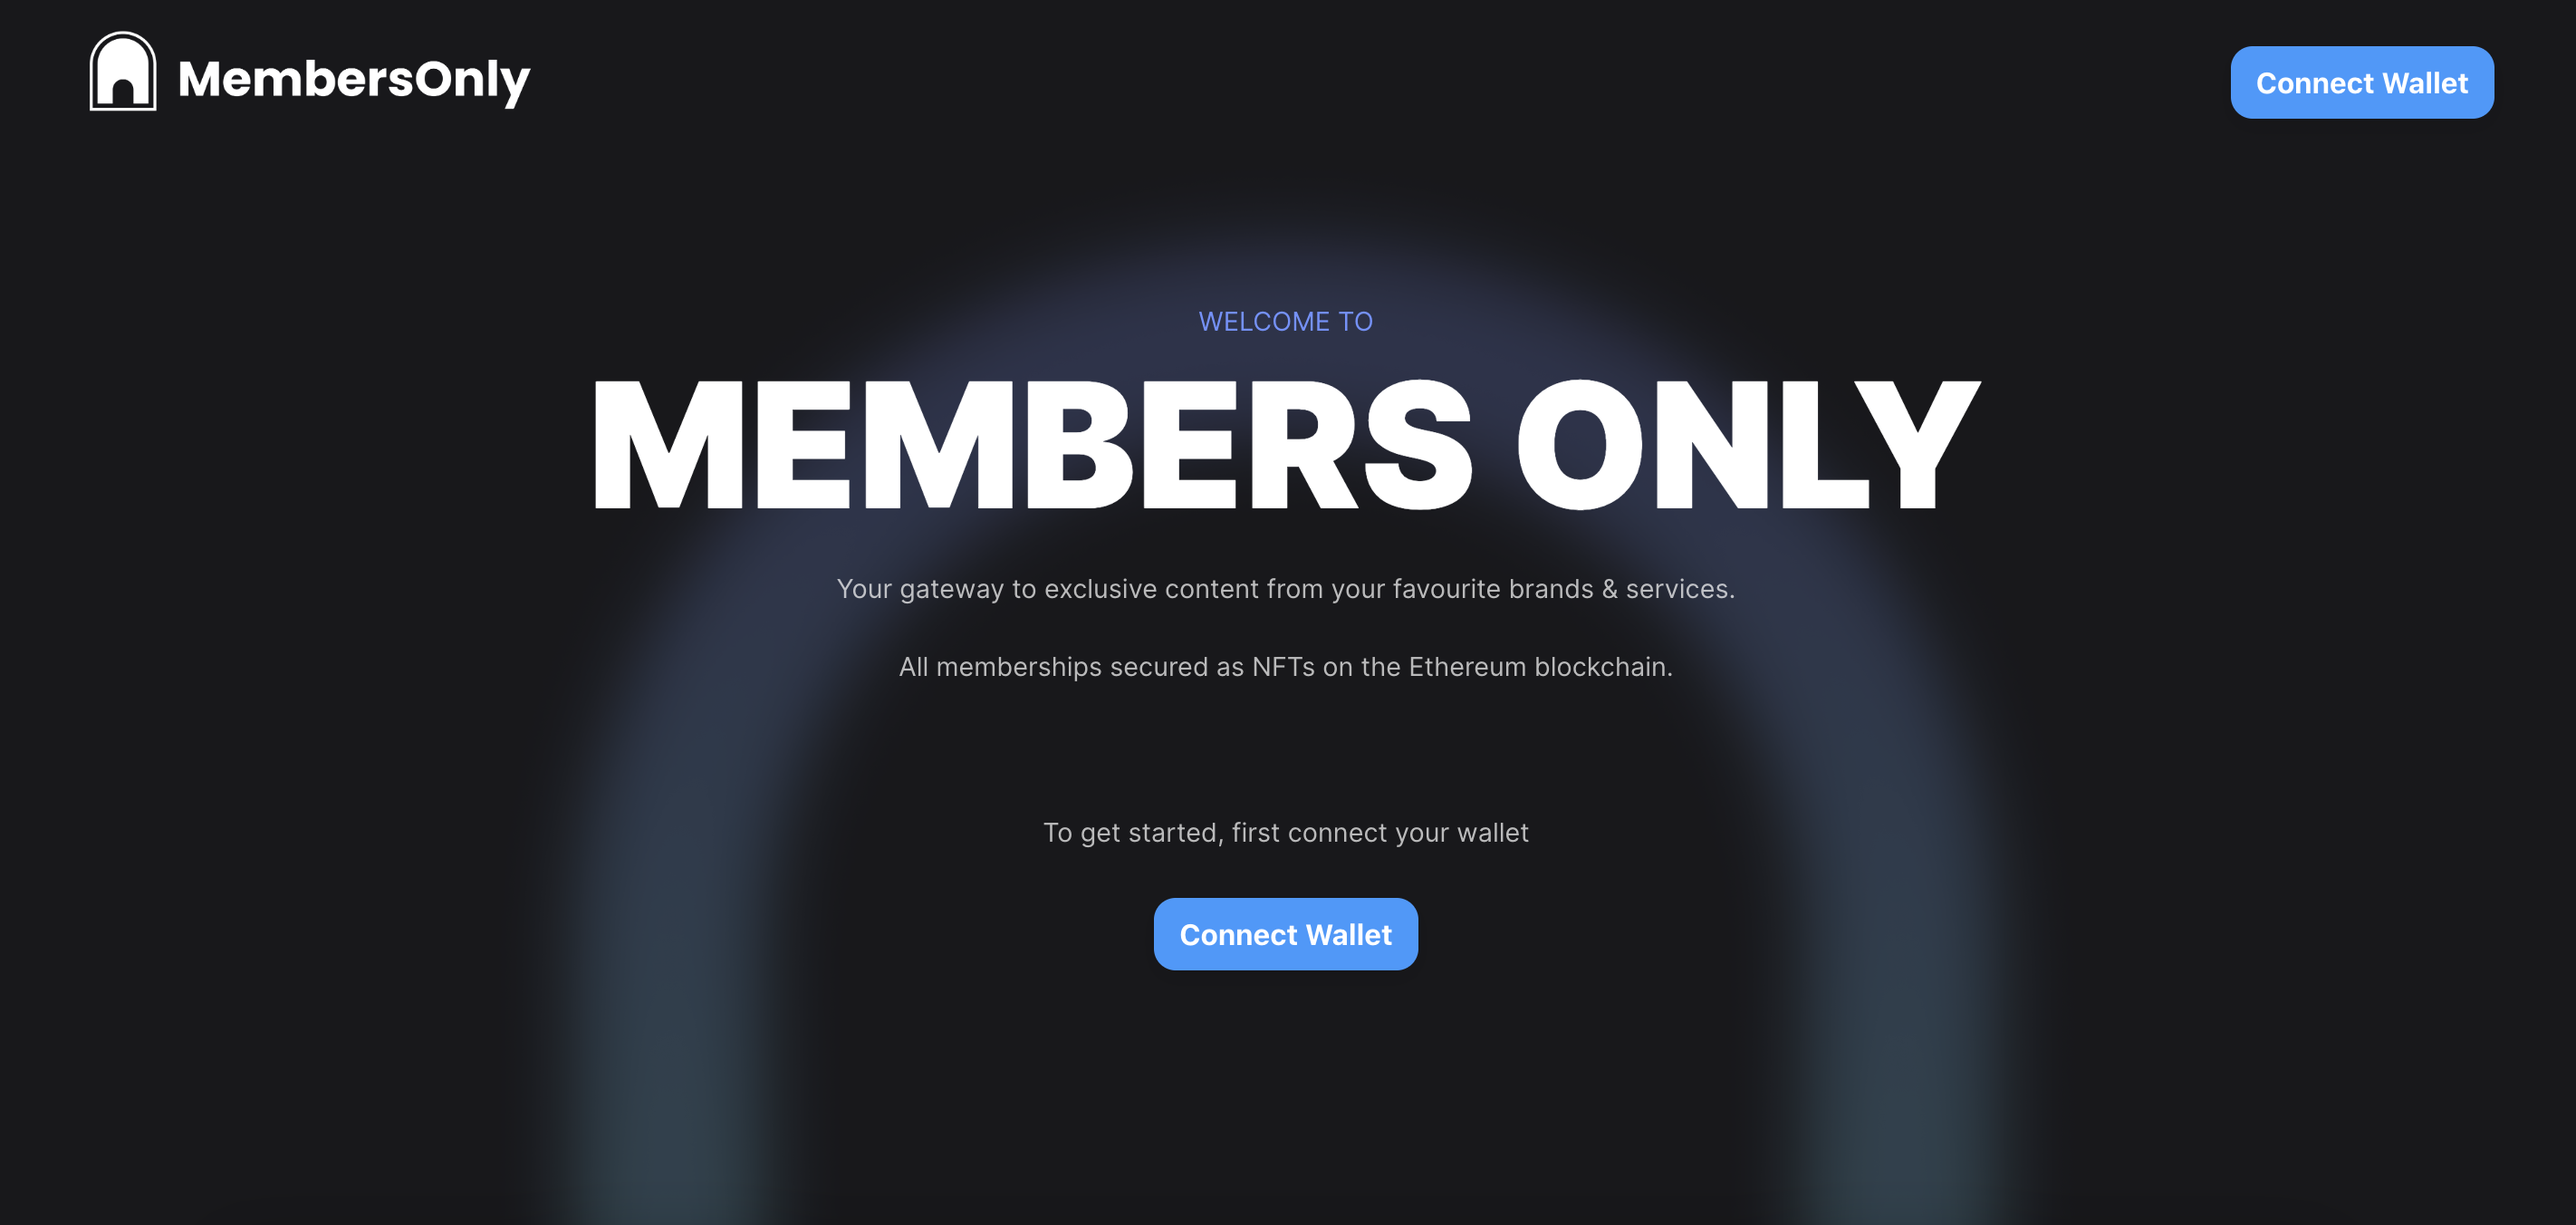 MembersOnly
Connect Wallet
WELCOME TO
MEMBERS ONLY
Your gateway to exclusive content from your favourite brands & services.
All memberships secured as NFTs on the Ethereum blockchain.
To get started, first connect your wallet
Connect Wallet